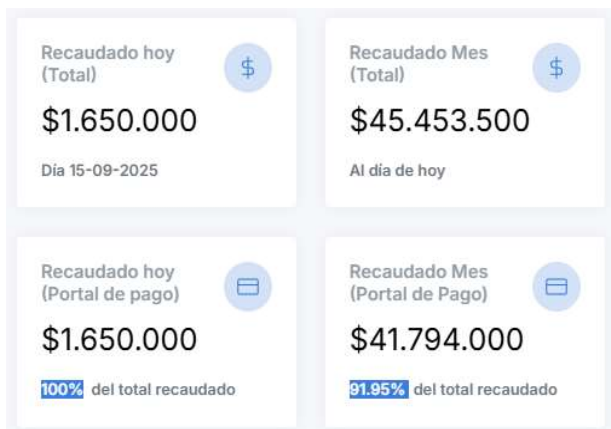 Recaudado hoy
(Total)
$1.650.000
Día 15-09-2025
Recaudado Mes
(Total)
$45.453.500
Al día de hoy
Recaudado hoy
(Portal de pago)
$1.650.000
100% del total recaudado
Recaudado Mes
(Portal de Pago)
$41.794.000
91.95% del total recaudado